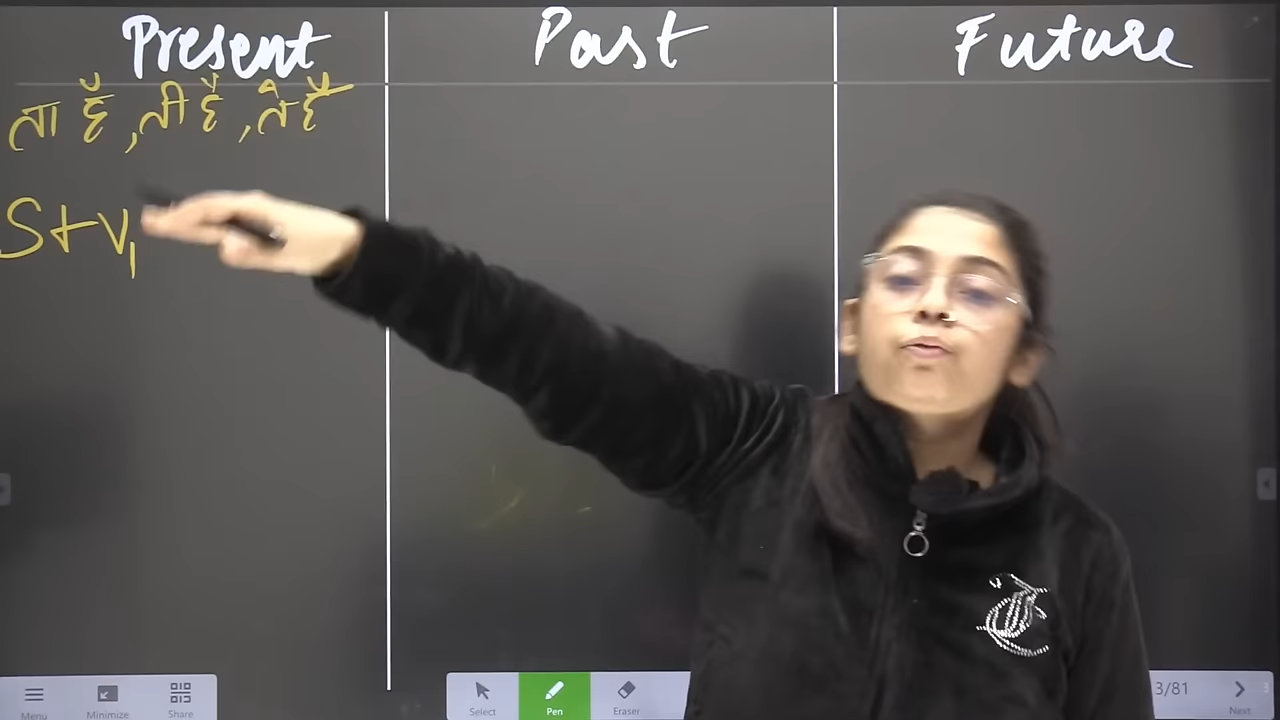 Present Past Future
ता है, ती है, ते हैं
S+V1
Menu Minimize Share Select Pen Eraser 3/81 Next